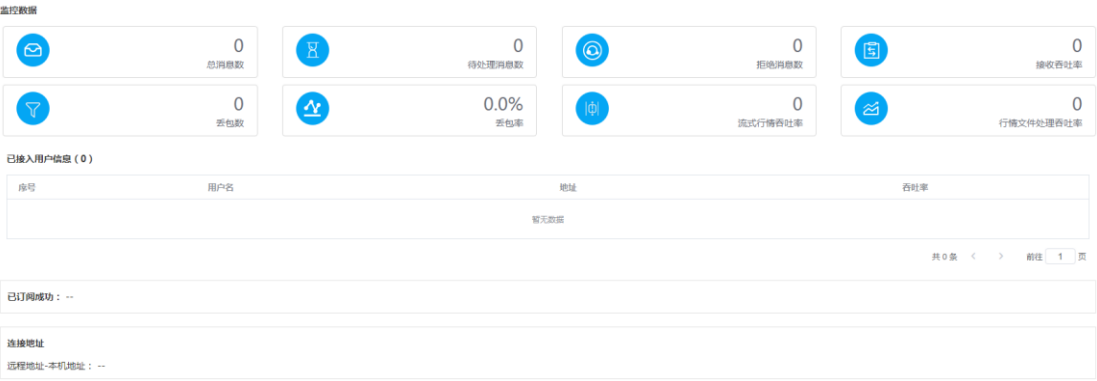 监控数据
0 0 0 0
总消息数 待处理消息数 拒绝消息数 接收吞吐率
0 0.0% 0 0
丢包数 丢包率 流式行情吞吐率 行情文件处理吞吐率
已接入用户信息（0）
序号 用户名 地址 吞吐率
暂无数据
共 0 条 前往 1 页
已订阅成功： --
连接地址
远程地址-本机地址： --